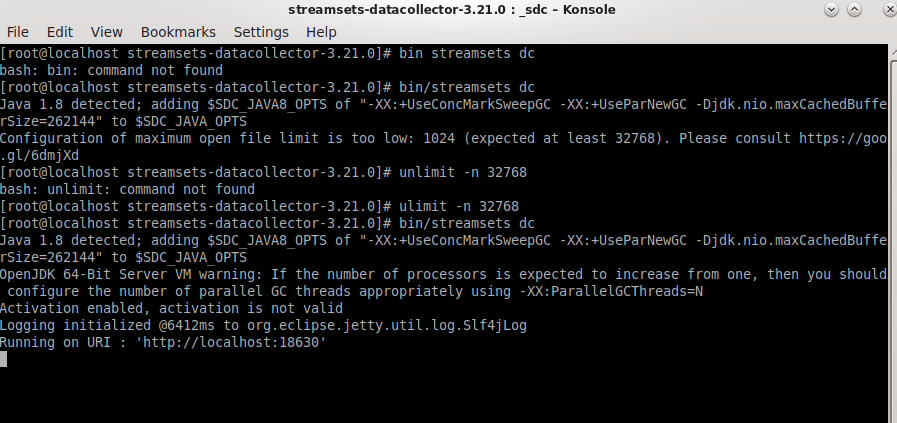 streamsets-datacollector-3.21.0 : _sdc – Konsole
File Edit View Bookmarks Settings Help
[root@localhost streamsets-datacollector-3.21.0]# bin streamsets dc
bash: bin: command not found
[root@localhost streamsets-datacollector-3.21.0]# bin/streamsets dc
Java 1.8 detected; adding $SDC_JAVA8_OPTS of "-XX:+UseConcMarkSweepGC -XX:+UseParNewGC -Djdk.nio.maxCachedBuffe
rSize=262144" to $SDC_JAVA_OPTS
Configuration of maximum open file limit is too low: 1024 (expected at least 32768). Please consult https://goo
.gl/6dmjXd
[root@localhost streamsets-datacollector-3.21.0]# unlimit -n 32768
bash: unlimit: command not found
[root@localhost streamsets-datacollector-3.21.0]# ulimit -n 32768
[root@localhost streamsets-datacollector-3.21.0]# bin/streamsets dc
Java 1.8 detected; adding $SDC_JAVA8_OPTS of "-XX:+UseConcMarkSweepGC -XX:+UseParNewGC -Djdk.nio.maxCachedBuffe
rSize=262144" to $SDC_JAVA_OPTS
OpenJDK 64-Bit Server VM warning: If the number of processors is expected to increase from one, then you should
configure the number of parallel GC threads appropriately using -XX:ParallelGCThreads=N
Activation enabled, activation is not valid
Logging initialized @6412ms to org.eclipse.jetty.util.log.Slf4jLog
Running on URI : 'http://localhost:18630'